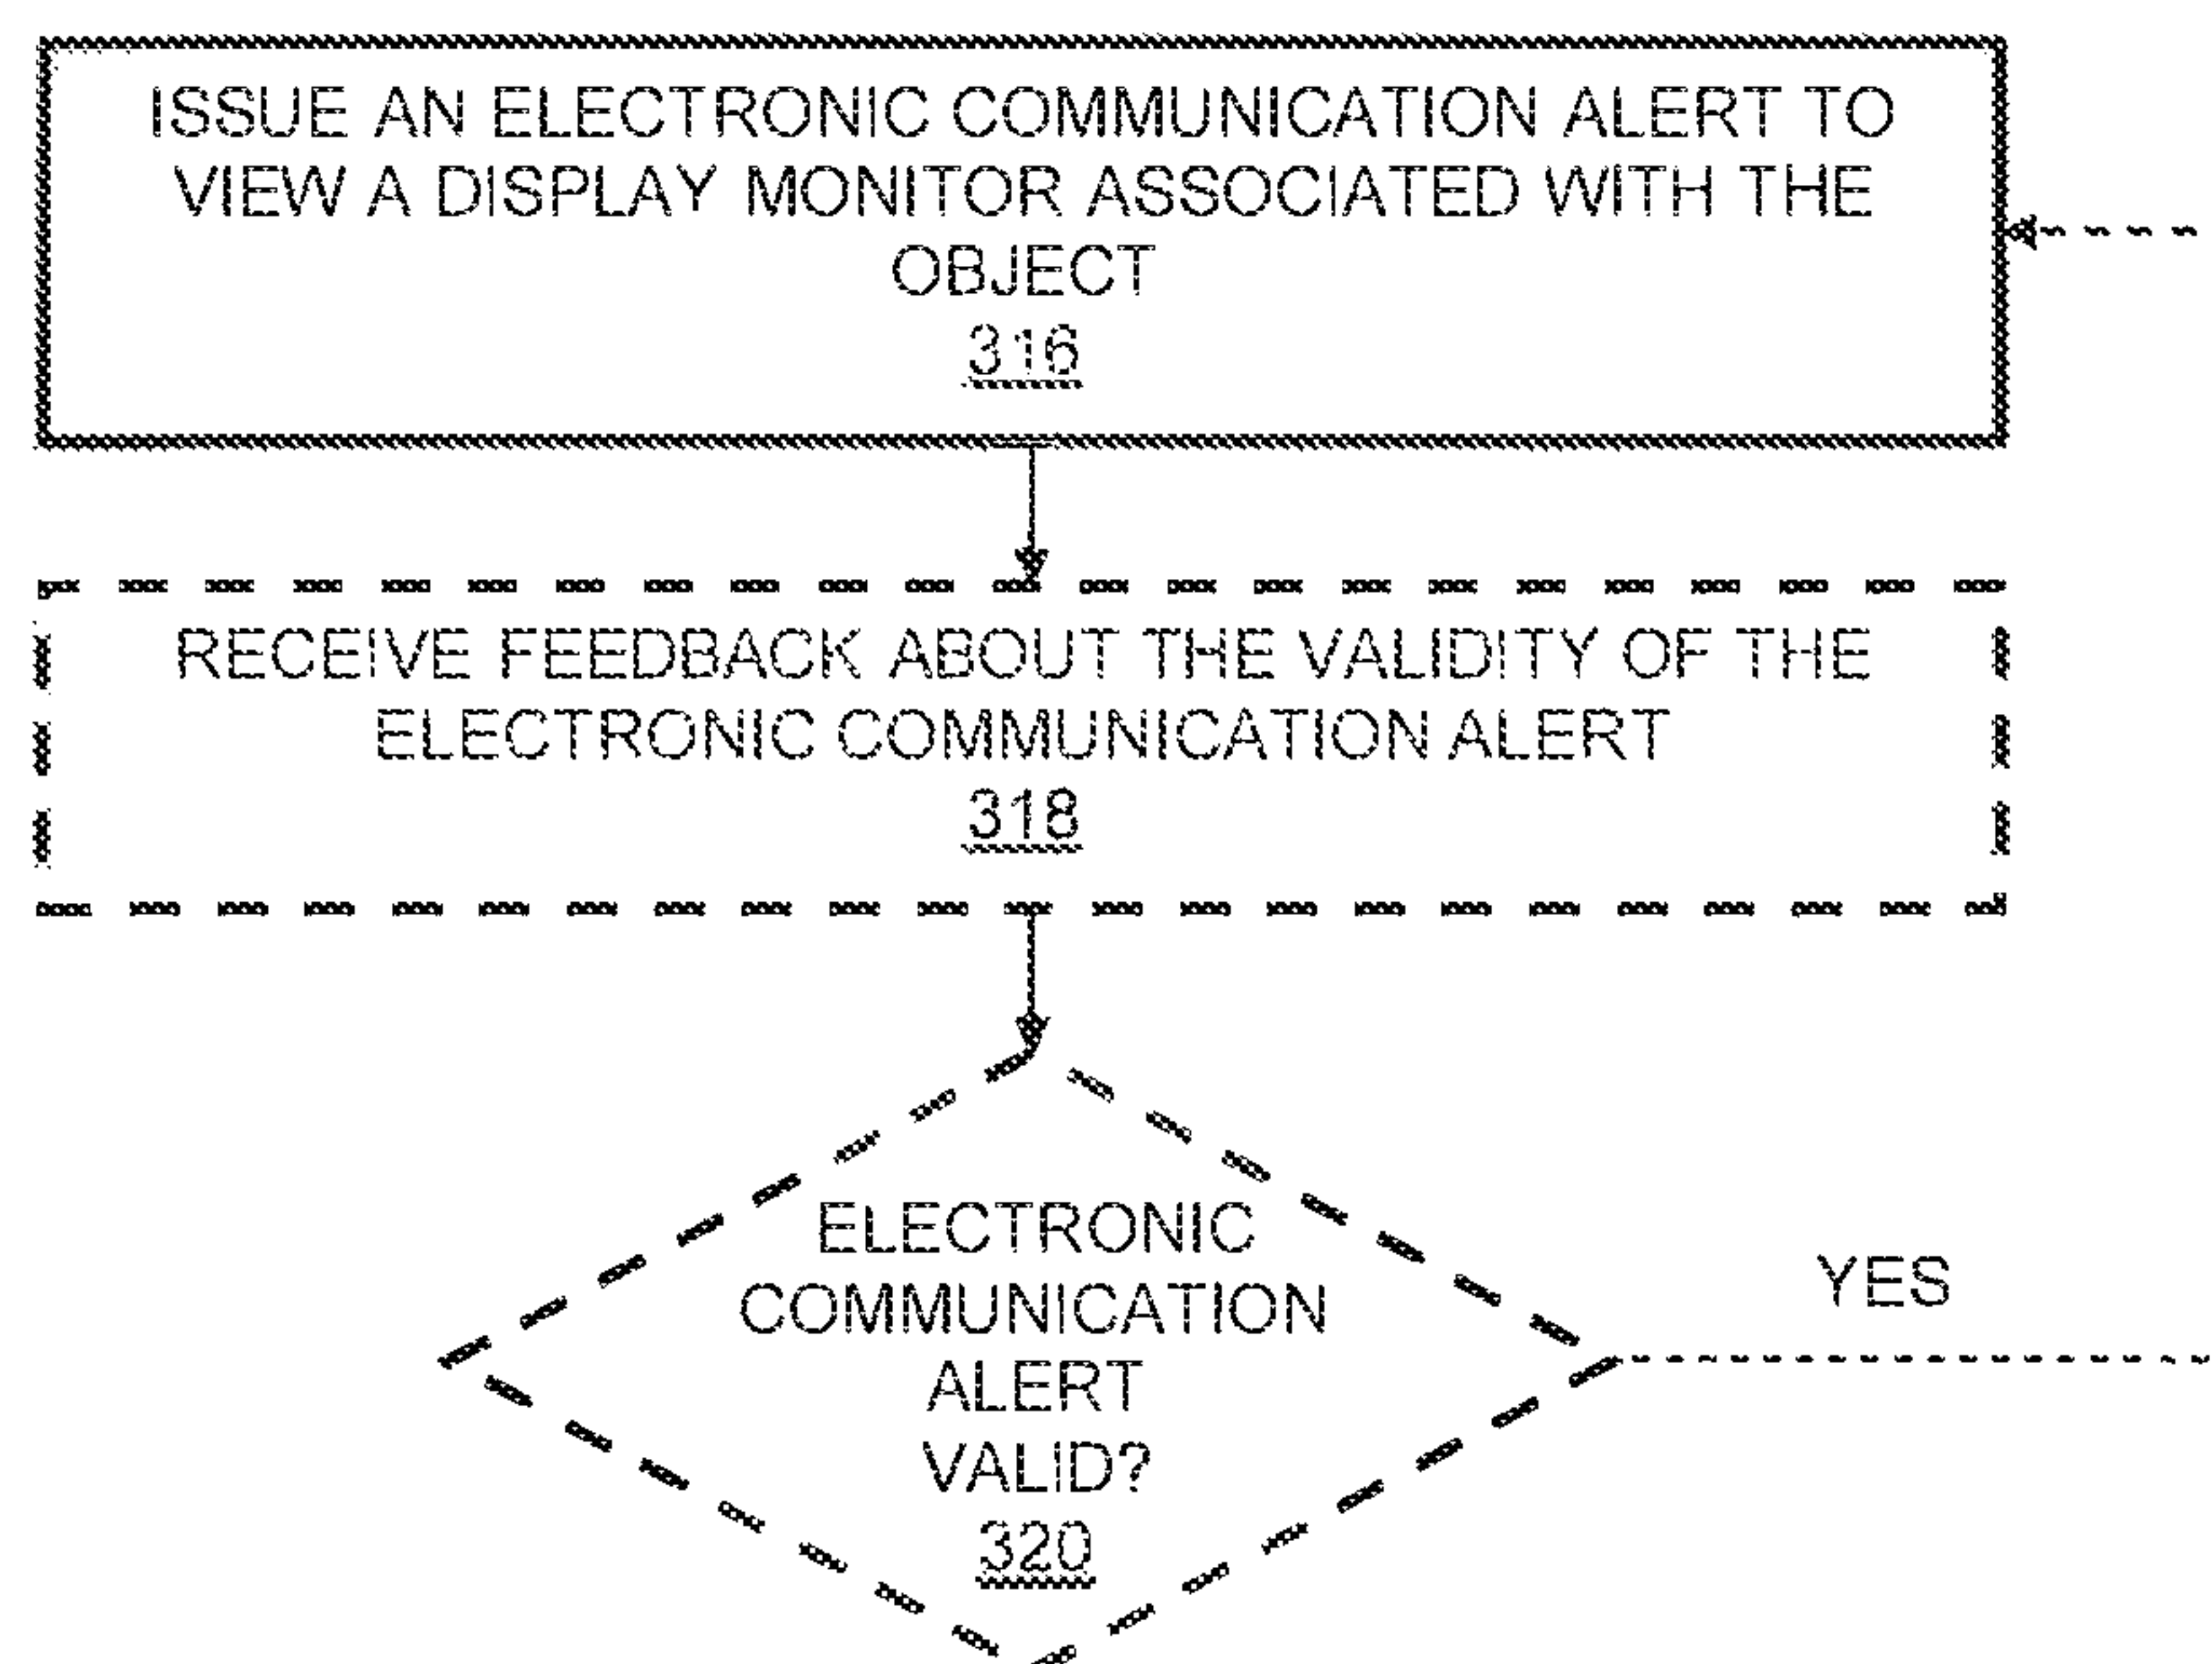 ISSUE AN ELECTRONIC COMMUNICATION ALERT TO
VIEW A DISPLAY MONITOR ASSOCIATED WITH THE
OBJECT
316
RECEIVE FEEDBACK ABOUT THE VALIDITY OF THE
ELECTRONIC COMMUNICATION ALERT
318
ELECTRONIC
COMMUNICATION
ALERT
VALID?
320
YES